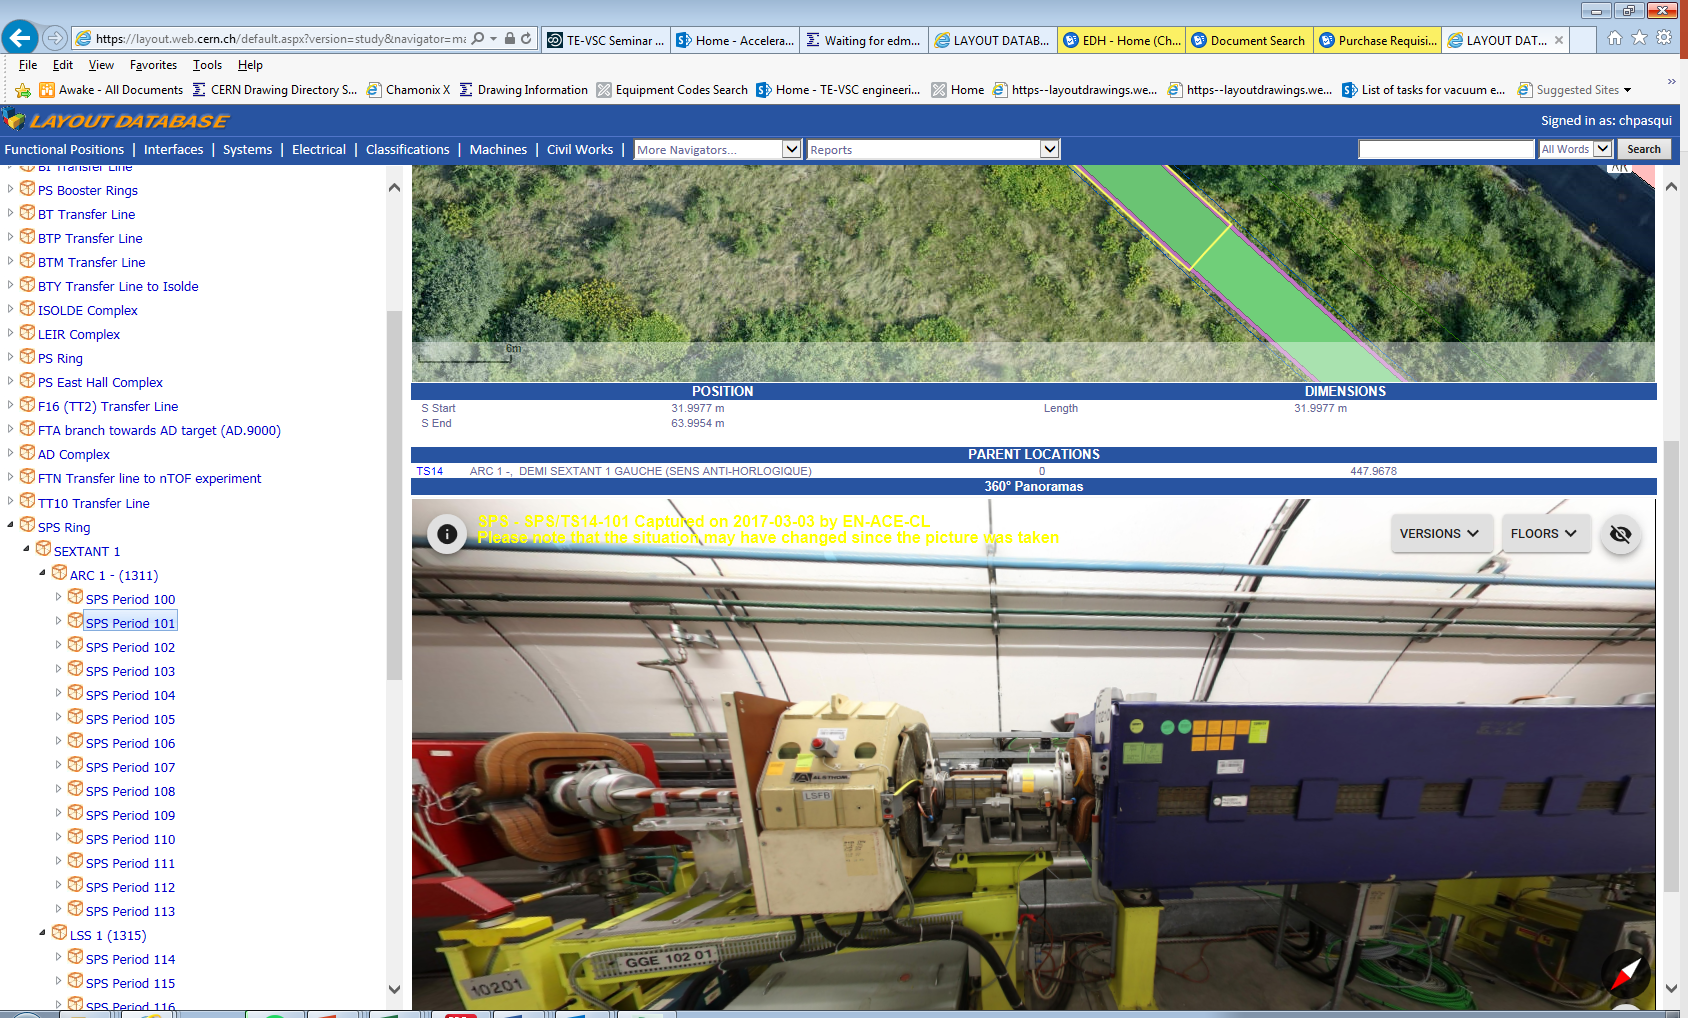 https://layout.web.cern.ch/default.aspx?version=study&navigator=ma
TE-VSC Seminar ...
Home - Accelera...
Waiting for edm...
LAYOUT DATAB...
EDH - Home (Ch...
Document Search
Purchase Requisi...
LAYOUT DAT...
File Edit View Favorites Tools Help
Awake - All Documents
CERN Drawing Directory S...
Chamonix X
Drawing Information
Equipment Codes Search
Home - TE-VSC engineeri...
Home
https--layoutdrawings.we...
https--layoutdrawings.we...
List of tasks for vacuum e...
Suggested Sites
LAYOUT DATABASE
Signed in as: chpasqui
Functional Positions | Interfaces | Systems | Electrical | Classifications | Machines | Civil Works |
More Navigators...
Reports
All Words
Search
BI Transfer Line
PS Booster Rings
BT Transfer Line
BTP Transfer Line
BTM Transfer Line
BTY Transfer Line to Isolde
ISOLDE Complex
LEIR Complex
PS Ring
PS East Hall Complex
F16 (TT2) Transfer Line
FTA branch towards AD target (AD.9000)
AD Complex
FTN Transfer line to nTOF experiment
TT10 Transfer Line
SPS Ring
SEXTANT 1
ARC 1 - (1311)
SPS Period 100
SPS Period 101
SPS Period 102
SPS Period 103
SPS Period 104
SPS Period 105
SPS Period 106
SPS Period 107
SPS Period 108
SPS Period 109
SPS Period 110
SPS Period 111
SPS Period 112
SPS Period 113
LSS 1 (1315)
SPS Period 114
SPS Period 115
SPS Period 116
6m
POSITION DIMENSIONS
S Start 31.9977 m Length 31.9977 m
S End 63.9954 m
PARENT LOCATIONS
TS14 ARC 1 -, DEMI SEXTANT 1 GAUCHE (SENS ANTI-HORLOGIQUE) 0 447.9678
360° Panoramas
SPS - SPS/TS14-101 Captured on 2017-03-03 by EN-ACE-CL
Please note that the situation may have changed since the picture was taken
VERSIONS
FLOORS
ALSTHOM
LSFB
GGE 102 01
10201